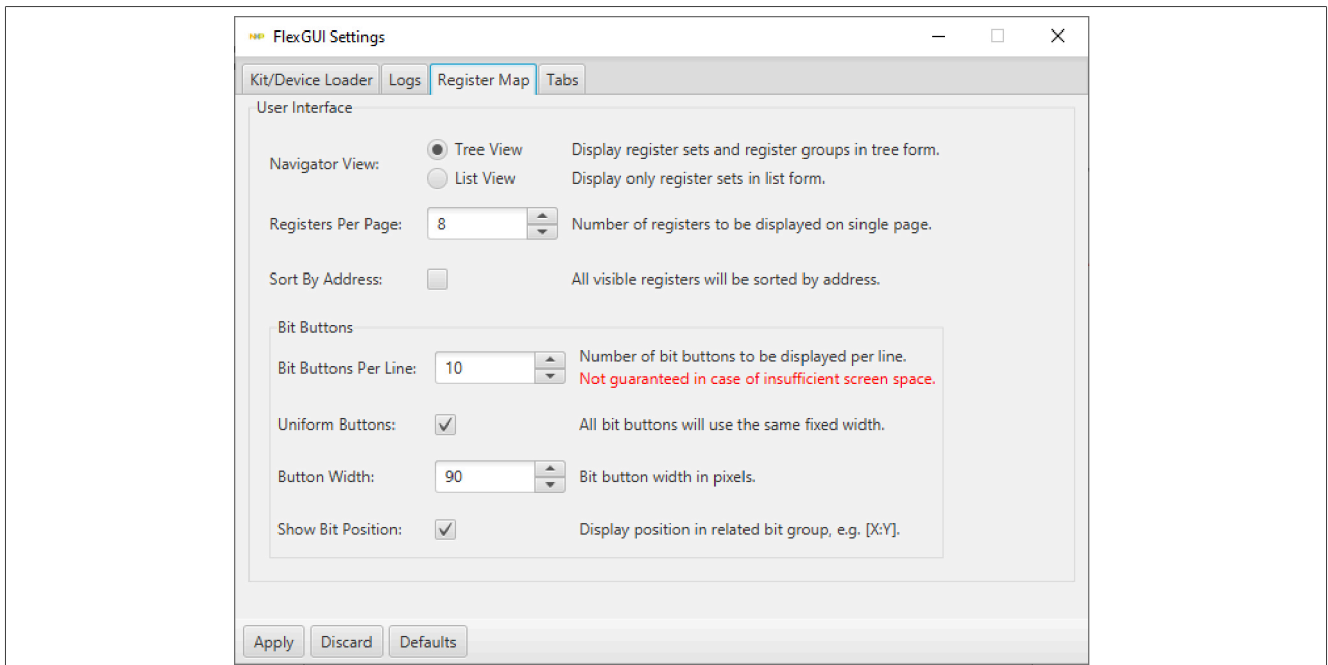 NXP FlexGUI Settings
Kit/Device Loader Logs Register Map Tabs
User Interface
Navigator View:
Tree View Display register sets and register groups in tree form.
List View Display only register sets in list form.
Registers Per Page: 8 Number of registers to be displayed on single page.
Sort By Address: All visible registers will be sorted by address.
Bit Buttons
Bit Buttons Per Line: 10 Number of bit buttons to be displayed per line.
Not guaranteed in case of insufficient screen space.
Uniform Buttons: All bit buttons will use the same fixed width.
Button Width: 90 Bit button width in pixels.
Show Bit Position: Display position in related bit group, e.g. [X:Y].
Apply Discard Defaults